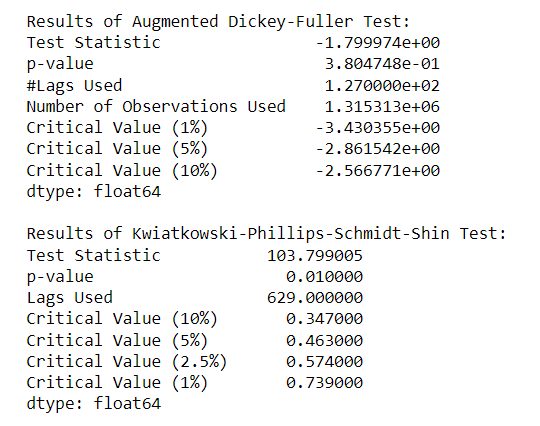 Results of Augmented Dickey-Fuller Test:
Test Statistic -1.799974e+00
p-value 3.804748e-01
#Lags Used 1.270000e+02
Number of Observations Used 1.315313e+06
Critical Value (1%) -3.430355e+00
Critical Value (5%) -2.861542e+00
Critical Value (10%) -2.566771e+00
dtype: float64
Results of Kwiatkowski-Phillips-Schmidt-Shin Test:
Test Statistic 103.799005
p-value 0.010000
Lags Used 629.000000
Critical Value (10%) 0.347000
Critical Value (5%) 0.463000
Critical Value (2.5%) 0.574000
Critical Value (1%) 0.739000
dtype: float64